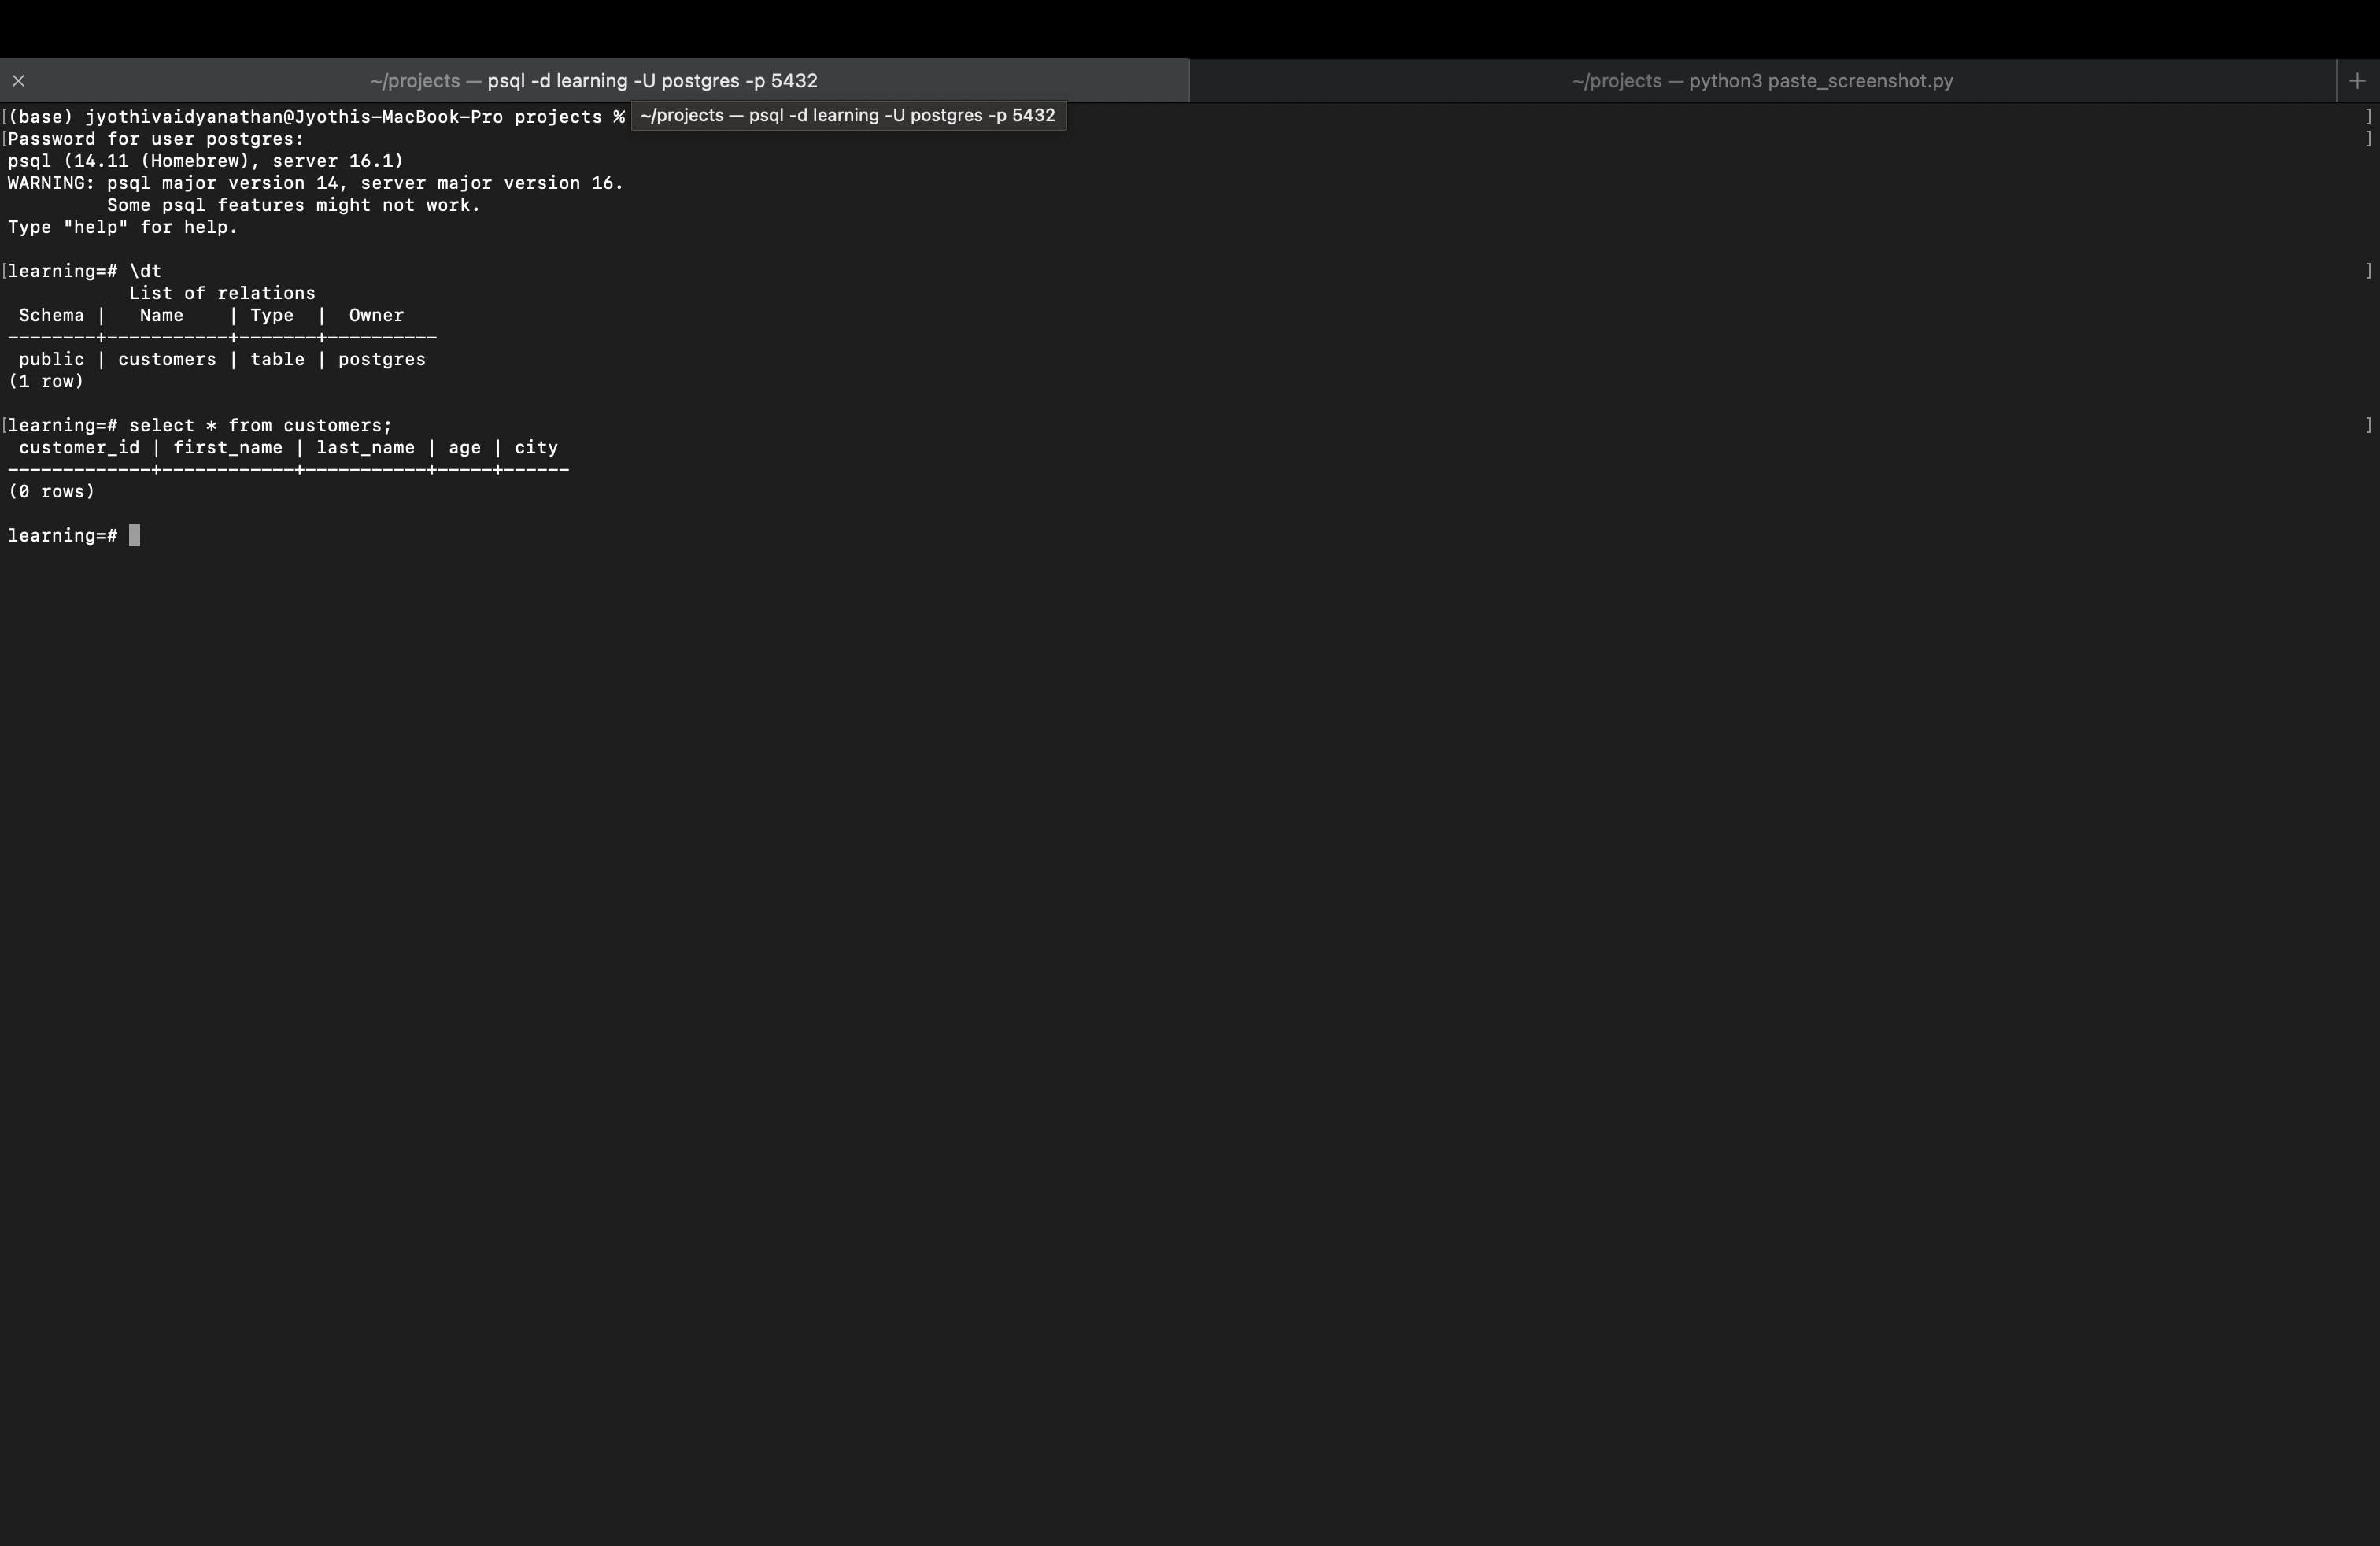 ~/projects — psql -d learning -U postgres -p 5432
~/projects — python3 paste_screenshot.py
[(base) jyothivaidyanathan@Jyothis-MacBook-Pro projects % ]
~/projects — psql -d learning -U postgres -p 5432
[Password for user postgres: ]
psql (14.11 (Homebrew), server 16.1)
WARNING: psql major version 14, server major version 16.
         Some psql features might not work.
Type "help" for help.
[learning=# \dt ]
           List of relations
 Schema |   Name    | Type  |  Owner
--------+-----------+-------+----------
 public | customers | table | postgres
(1 row)
[learning=# select * from customers; ]
 customer_id | first_name | last_name | age | city
-------------+------------+-----------+-----+------
(0 rows)
learning=#